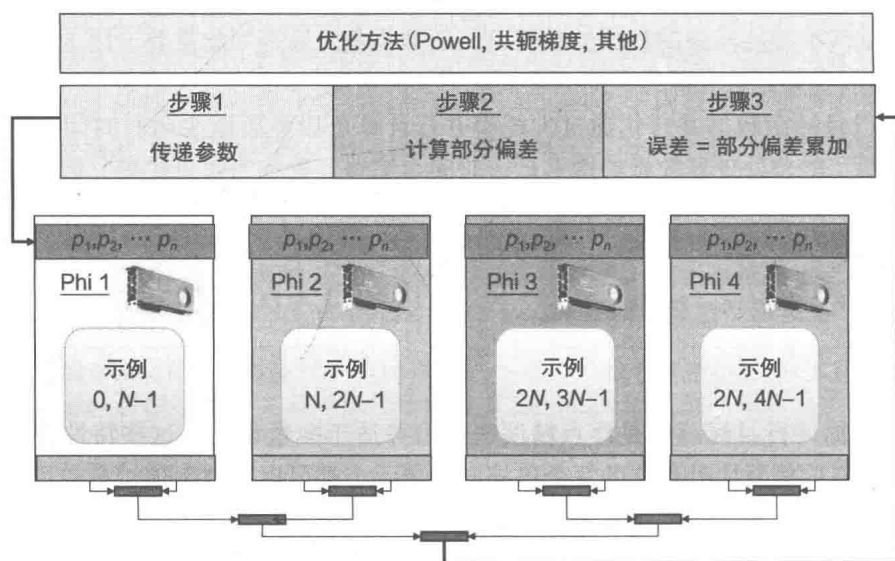 优化方法(Powell, 共轭梯度, 其他)
步骤1
传递参数
步骤2
计算部分偏差
步骤3
误差 = 部分偏差累加
p₁,p₂, ··· pₙ
Phi 1
示例
0, N–1
p₁,p₂, ··· pₙ
Phi 2
示例
N, 2N–1
p₁,p₂, ··· pₙ
Phi 3
示例
2N, 3N–1
p₁,p₂, ··· pₙ
Phi 4
示例
2N, 4N–1